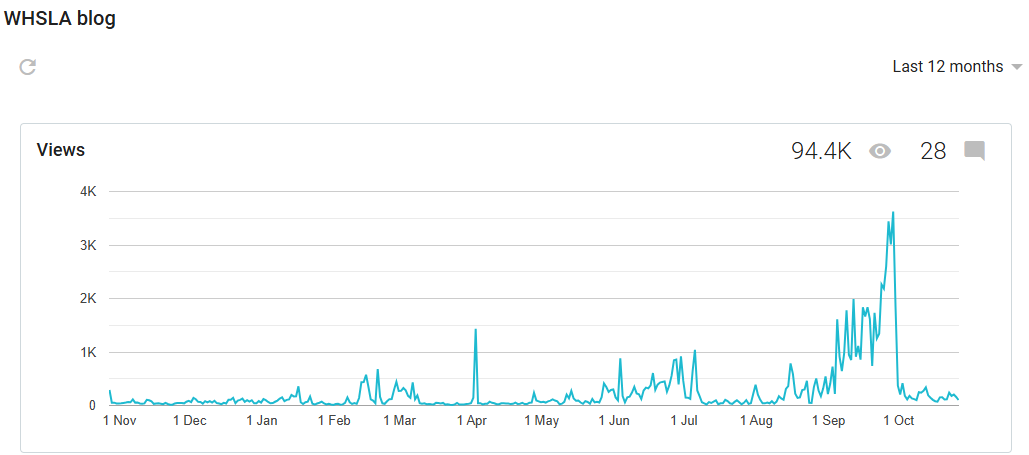 WHSLA blog
Last 12 months
Views
94.4K
28
4K
3K
2K
1K
0
1 Nov 1 Dec 1 Jan 1 Feb 1 Mar 1 Apr 1 May 1 Jun 1 Jul 1 Aug 1 Sep 1 Oct